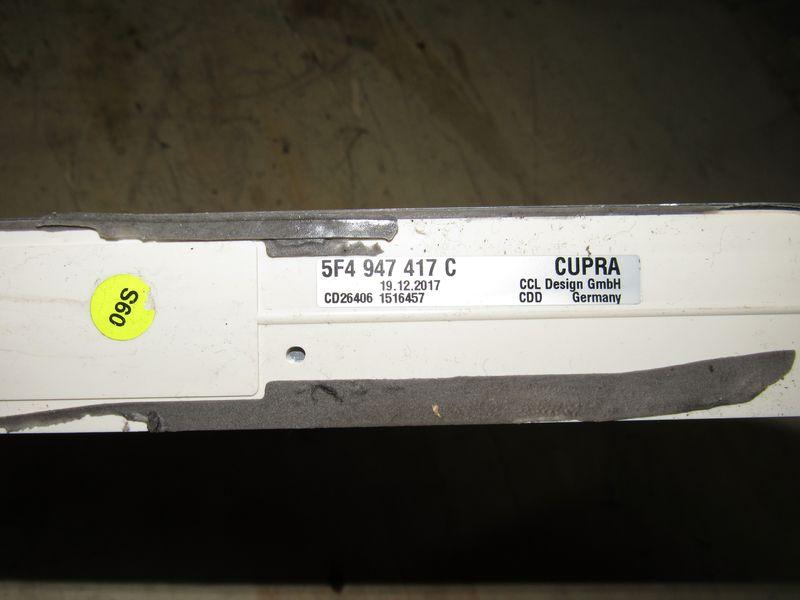 5F4 947 417 C CUPRA
19.12.2017 CCL Design GmbH
CD26406 1516457 CDD Germany
S60